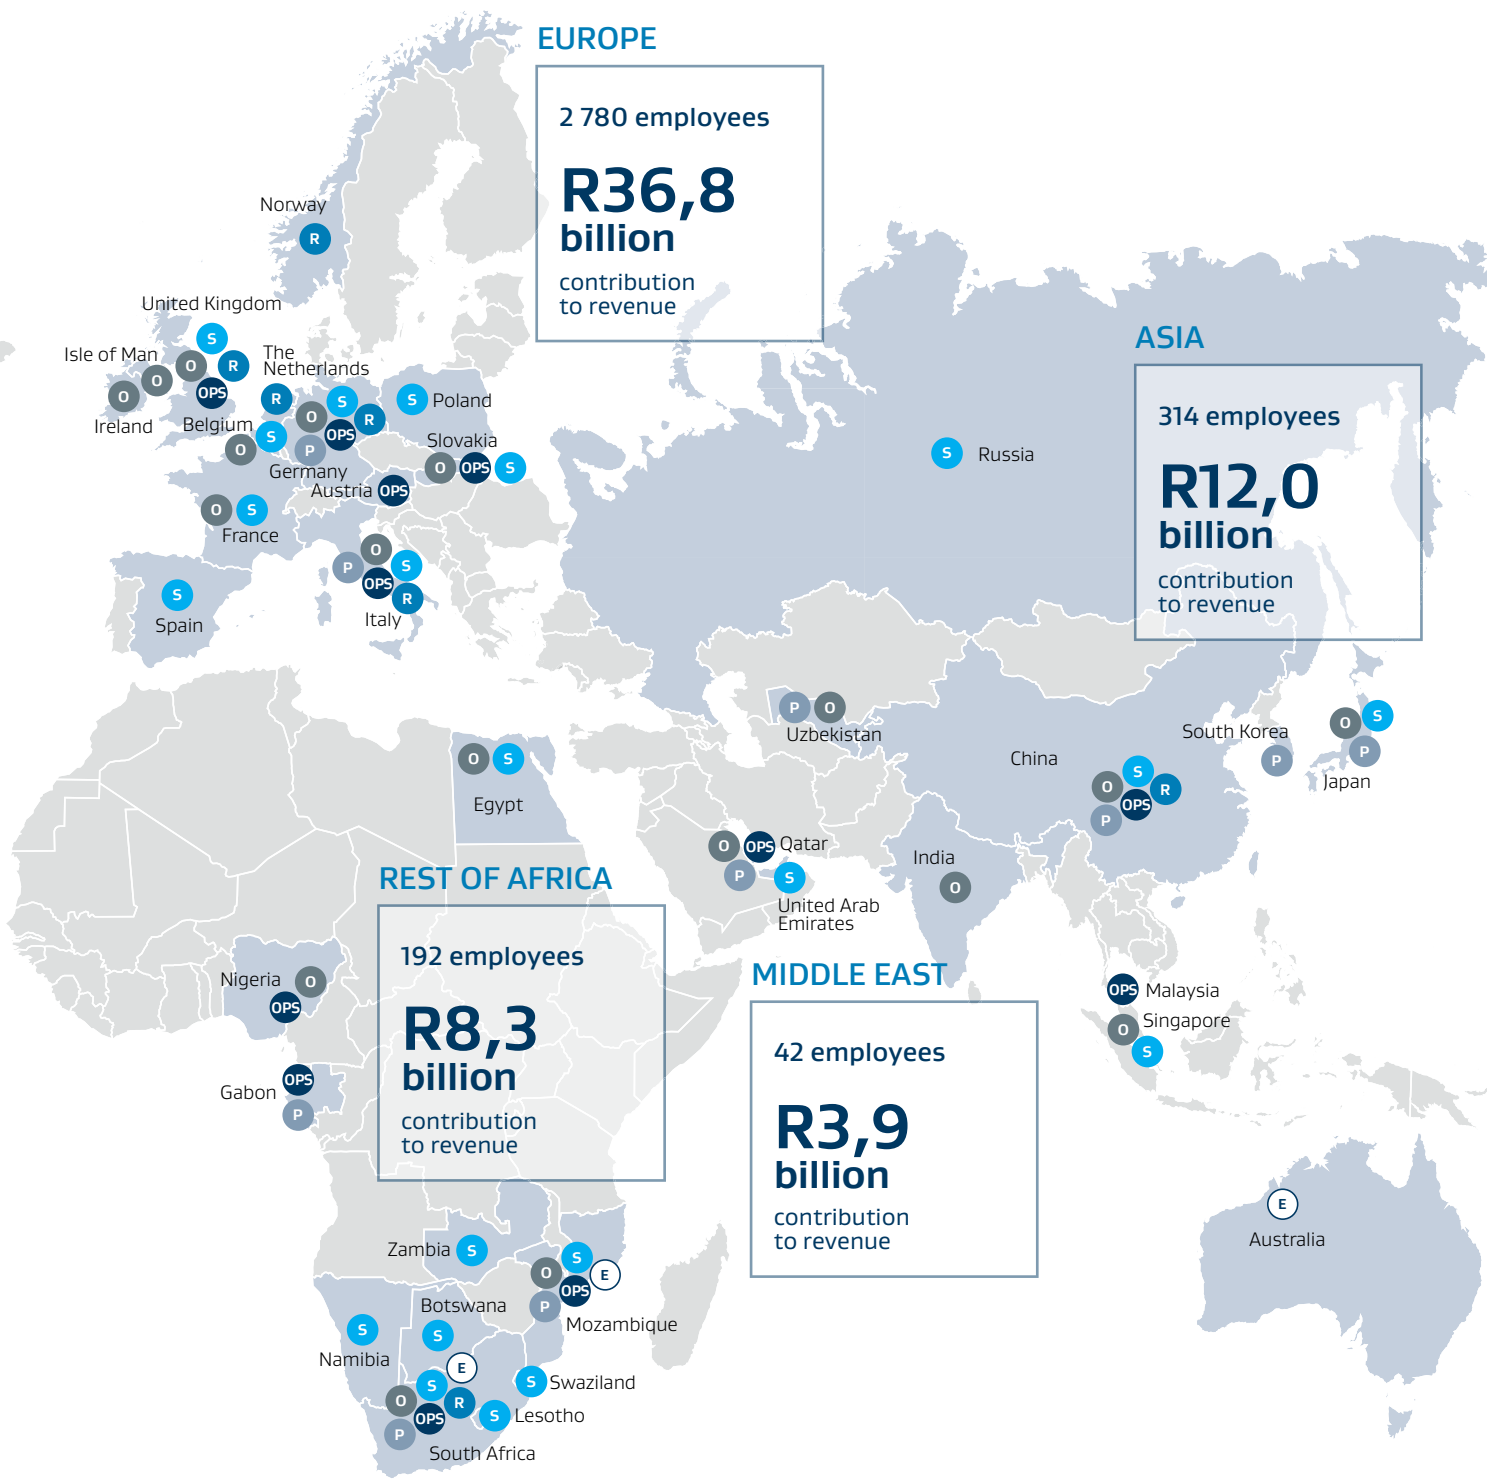 EUROPE
2 780 employees
R36,8
billion
contribution
to revenue
Norway
R
United Kingdom
S
Isle of Man
O
O
R
O
OPS
Ireland
The
Netherlands
R
Belgium
S
O
S
O
R
OPS
P
Germany
S
Poland
Slovakia
O
OPS
S
Austria
OPS
O
S
France
O
P
S
OPS
R
Italy
S
Spain
S
Russia
ASIA
314 employees
R12,0
billion
contribution
to revenue
P
O
Uzbekistan
China
S
O
R
OPS
P
South Korea
P
O
S
P
Japan
O
S
Egypt
O
OPS
Qatar
P
S
United Arab
Emirates
India
O
REST OF AFRICA
192 employees
R8,3
billion
contribution
to revenue
Nigeria
O
OPS
Gabon
OPS
P
MIDDLE EAST
42 employees
R3,9
billion
contribution
to revenue
OPS
Malaysia
O
Singapore
S
E
Australia
Zambia
S
S
O
E
OPS
P
Mozambique
Botswana
S
S
Namibia
E
S
O
R
OPS
P
South Africa
S
Swaziland
S
Lesotho